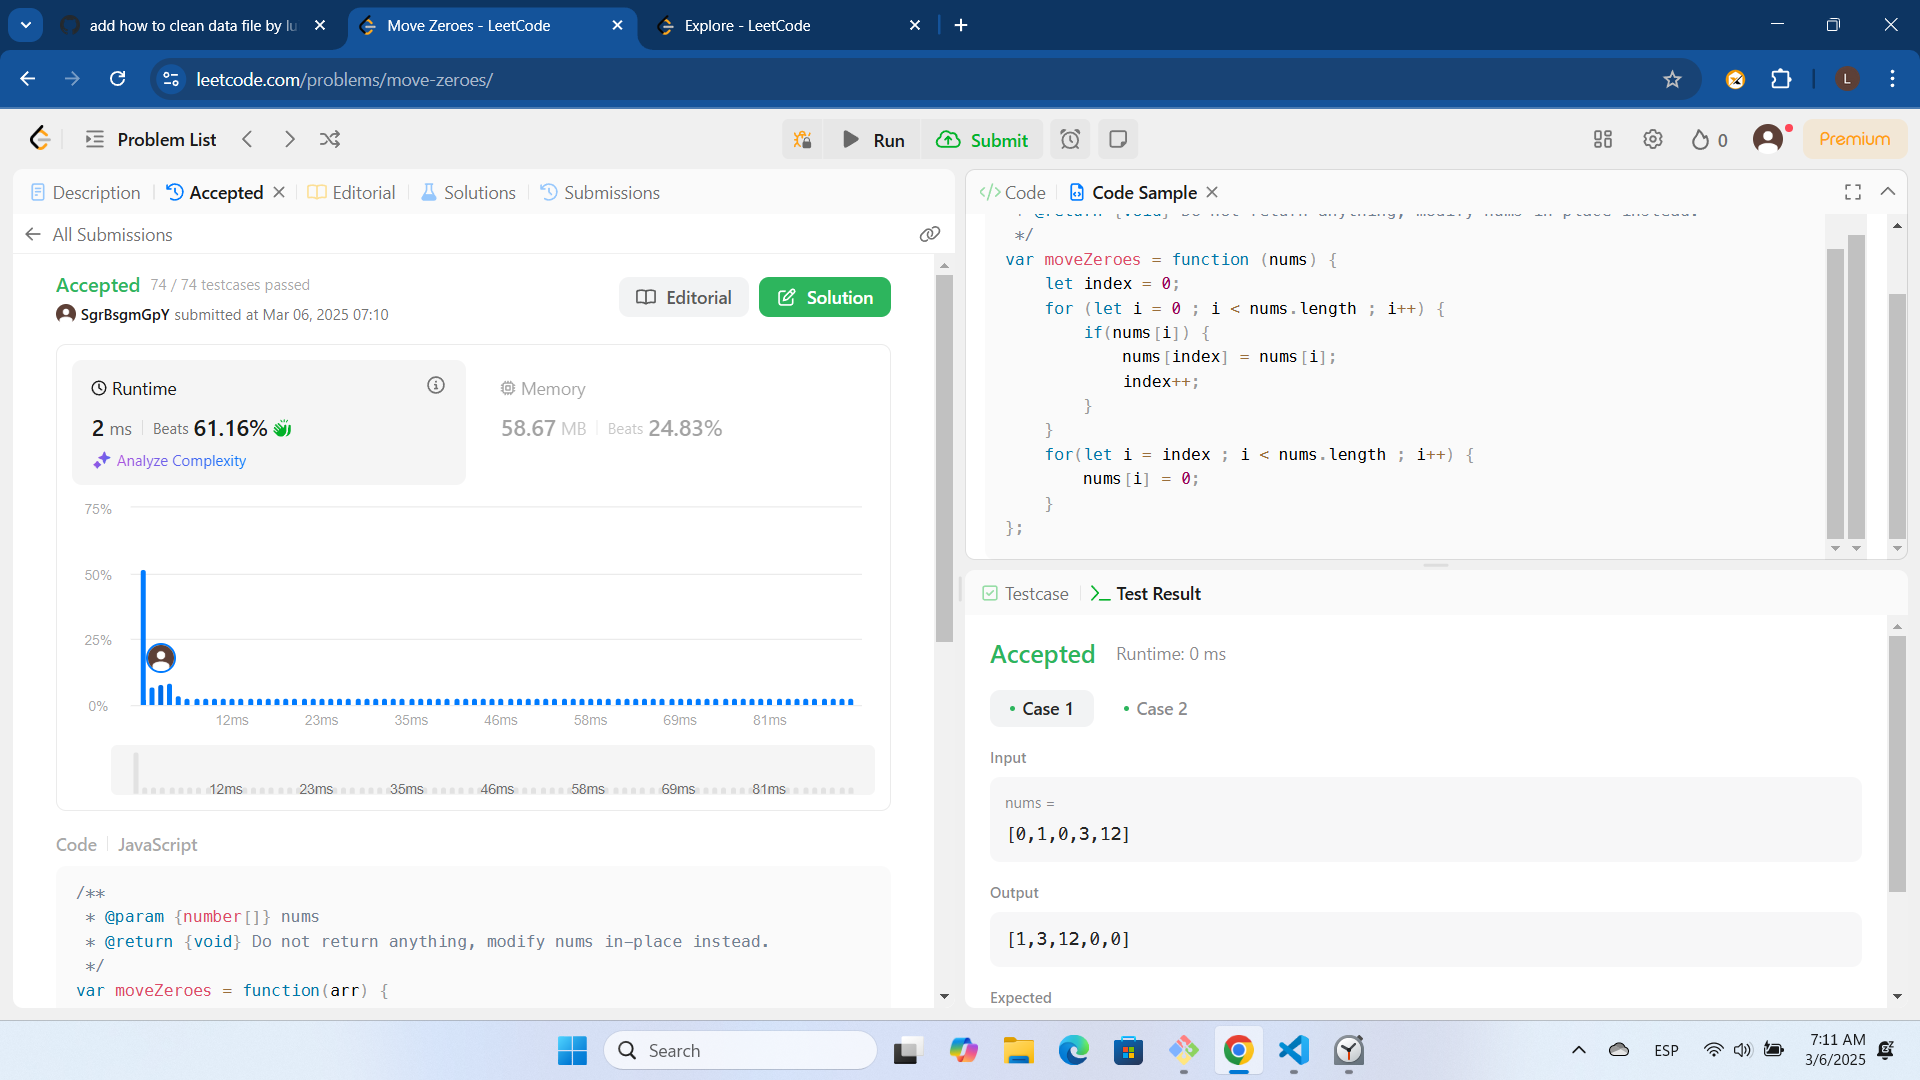 add how to clean data file by lu
Move Zeroes - LeetCode
Explore - LeetCode
leetcode.com/problems/move-zeroes/
L
Problem List
Run
Submit
0
Premium
Description
Accepted
Editorial
Solutions
Submissions
All Submissions
Accepted 74 / 74 testcases passed
SgrBsgmGpY submitted at Mar 06, 2025 07:10
Editorial
Solution
Runtime
2 ms | Beats 61.16%
Analyze Complexity
Memory
58.67 MB | Beats 24.83%
75%
50%
25%
0%
12ms 23ms 35ms 46ms 58ms 69ms 81ms
12ms 23ms 35ms 46ms 58ms 69ms 81ms
Code | JavaScript
/**
* @param {number[]} nums
* @return {void} Do not return anything, modify nums in-place instead.
*/
var moveZeroes = function(arr) {
Code
Code Sample
* @return {void} Do not return anything, modify nums in-place instead.
*/
var moveZeroes = function (nums) {
let index = 0;
for (let i = 0 ; i < nums.length ; i++) {
if(nums[i]) {
nums[index] = nums[i];
index++;
}
}
for(let i = index ; i < nums.length ; i++) {
nums[i] = 0;
}
};
Testcase
Test Result
Accepted Runtime: 0 ms
• Case 1
• Case 2
Input
nums =
[0,1,0,3,12]
Output
[1,3,12,0,0]
Expected
Search
ESP
7:11 AM
3/6/2025